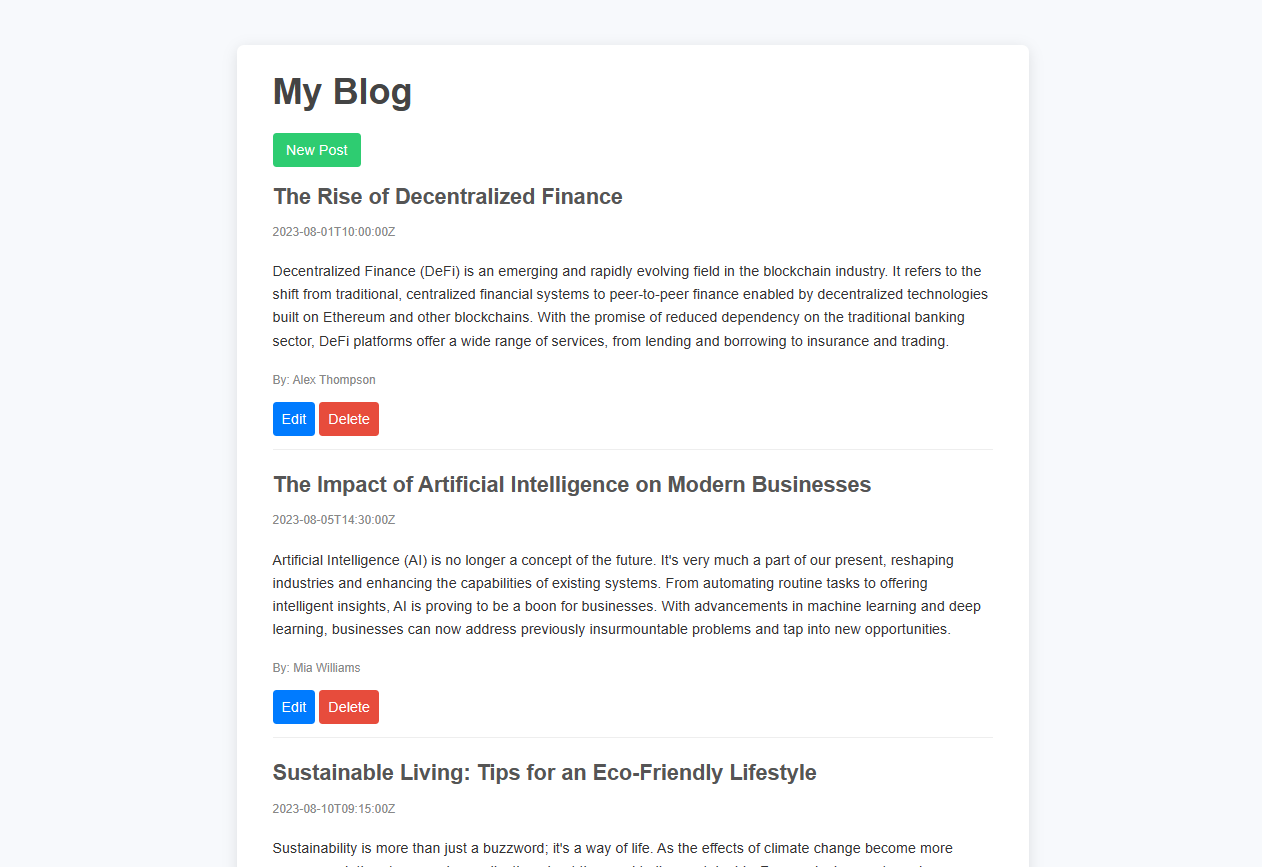 My Blog
New Post
The Rise of Decentralized Finance
2023-08-01T10:00:00Z
Decentralized Finance (DeFi) is an emerging and rapidly evolving field in the blockchain industry. It refers to the
shift from traditional, centralized financial systems to peer-to-peer finance enabled by decentralized technologies
built on Ethereum and other blockchains. With the promise of reduced dependency on the traditional banking
sector, DeFi platforms offer a wide range of services, from lending and borrowing to insurance and trading.
By: Alex Thompson
Edit Delete
The Impact of Artificial Intelligence on Modern Businesses
2023-08-05T14:30:00Z
Artificial Intelligence (AI) is no longer a concept of the future. It's very much a part of our present, reshaping
industries and enhancing the capabilities of existing systems. From automating routine tasks to offering
intelligent insights, AI is proving to be a boon for businesses. With advancements in machine learning and deep
learning, businesses can now address previously insurmountable problems and tap into new opportunities.
By: Mia Williams
Edit Delete
Sustainable Living: Tips for an Eco-Friendly Lifestyle
2023-08-10T09:15:00Z
Sustainability is more than just a buzzword; it's a way of life. As the effects of climate change become more